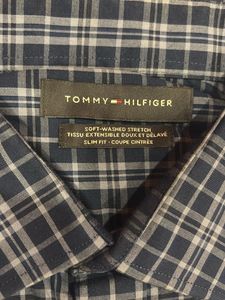 TOMMY HILFIGER
SOFT-WASHED STRETCH
TISSU EXTENSIBLE DOUX ET DÉLAVÉ
SLIM FIT · COUPE CINTRÉE